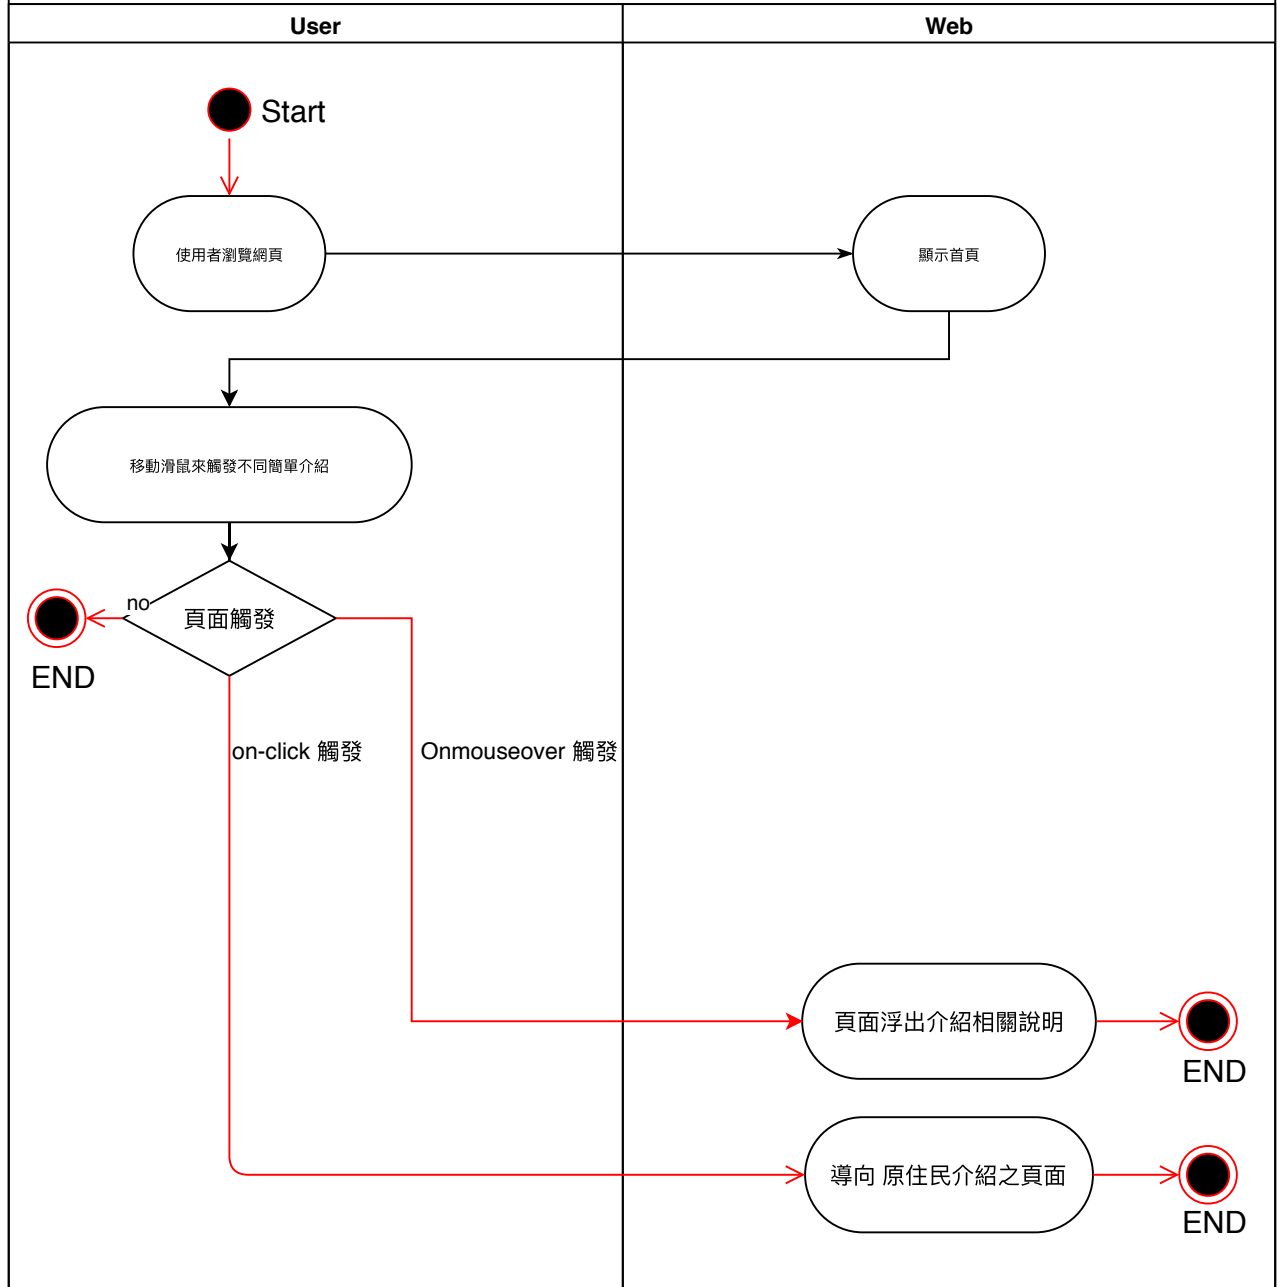 User
Web
Start
使用者瀏覽網頁
顯示首頁
移動滑鼠來觸發不同簡單介紹
no
頁面觸發
END
on-click 觸發
Onmouseover 觸發
頁面浮出介紹相關說明
END
導向 原住民介紹之頁面
END